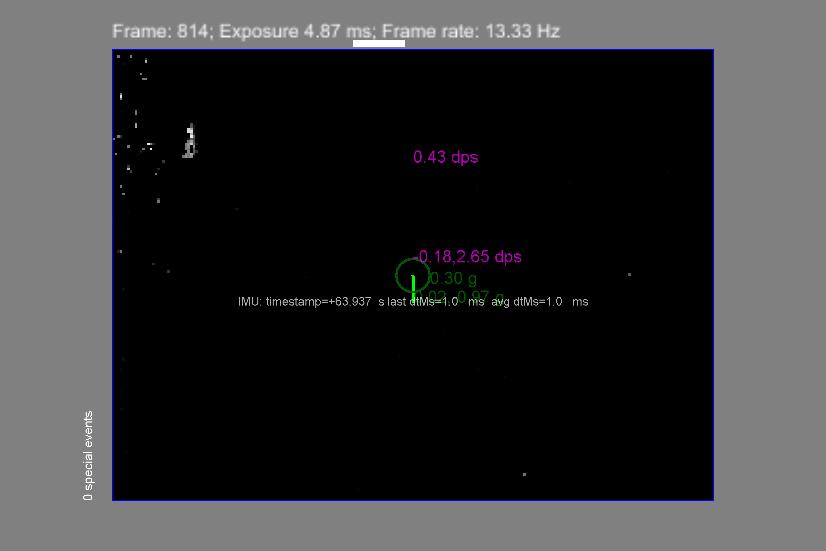 Frame: 814; Exposure 4.87 ms; Frame rate: 13.33 Hz
0.43 dps
-0.18,2.65 dps
0.30 g
0.97 g
IMU: timestamp=+63.937 s last dtMs=1.0 ms avg dtMs=1.0 ms
0 special events